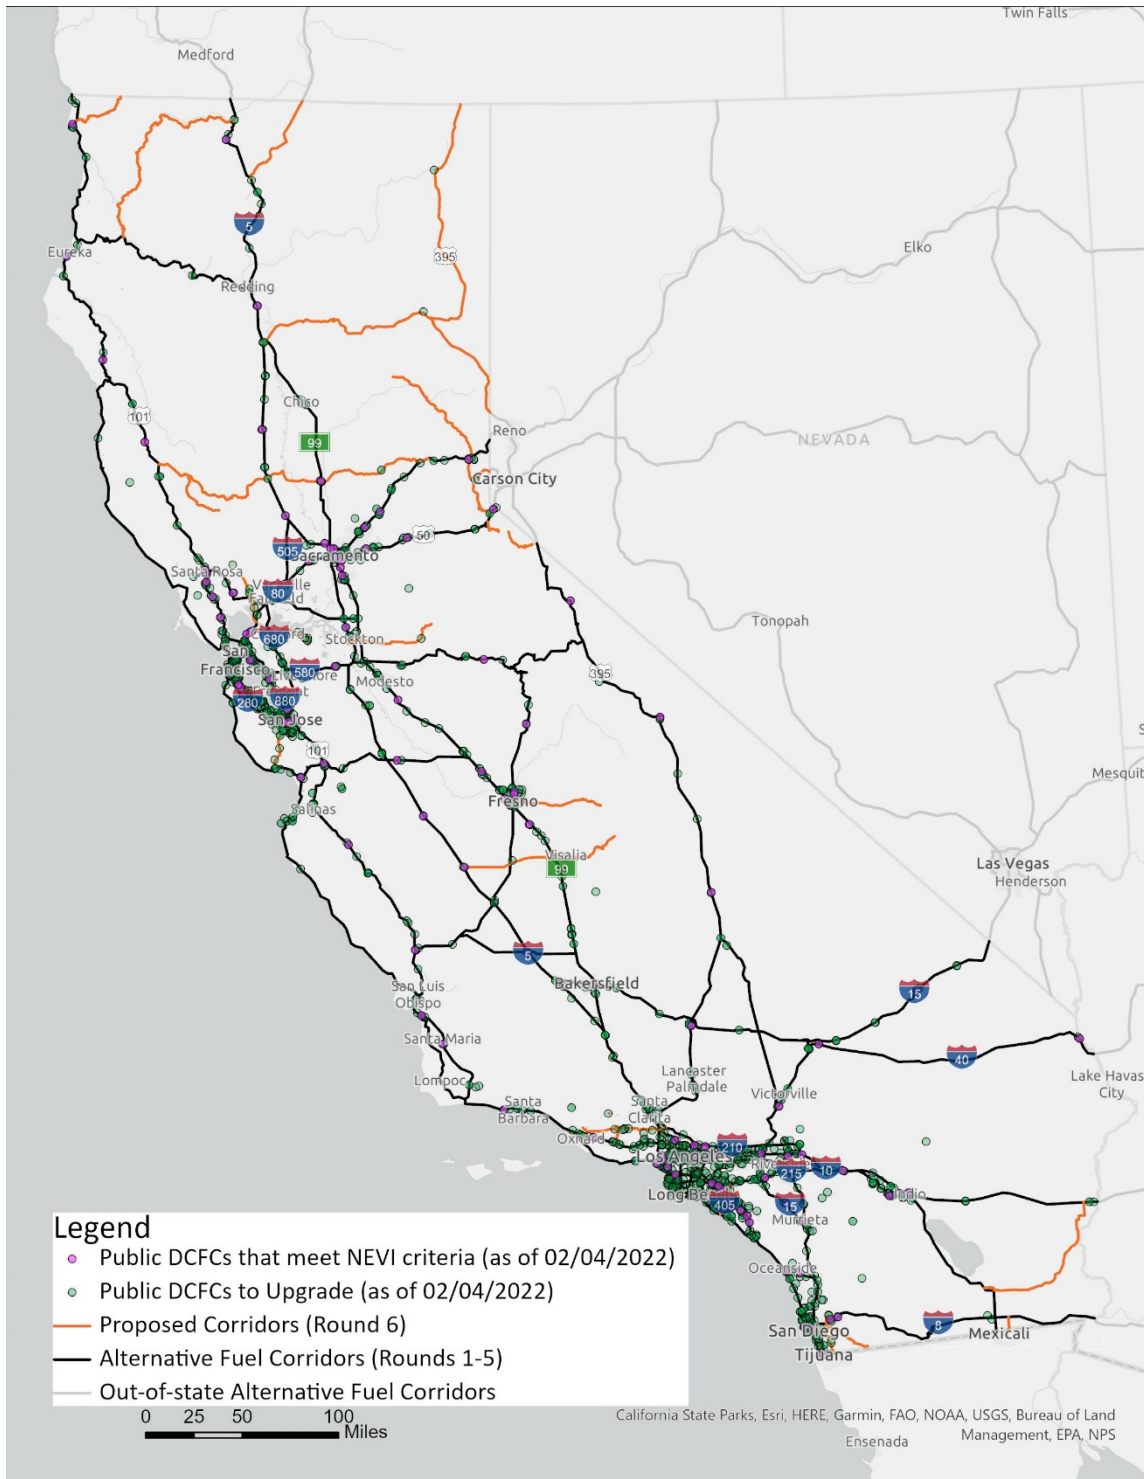 Twin Falls
Medford
5
Eureka
395
Elko
Redding
Chico
101
99
Reno
NEVADA
Carson City
50
505
Sacramento
Santa Rosa
80
680
Stockton
San
Francisco
580
Tonopah
395
Modesto
280
680
San Jose
101
Mesquit
Salinas
Fresno
Visalia
99
Las Vegas
Henderson
5
Bakersfield
15
San Luis
Obispo
Santa Maria
40
Lompoc
Lancaster
Palmdale
Victorville
Lake Havas
City
Santa
Barbara
Santa
Clarita
Oxnard
210
Los Angeles
215
10
Long Beach
Indio
405
15
Murrieta
Oceanside
San Diego
8
Mexicali
Tijuana
Ensenada
Legend
Public DCFCs that meet NEVI criteria (as of 02/04/2022)
Public DCFCs to Upgrade (as of 02/04/2022)
Proposed Corridors (Round 6)
Alternative Fuel Corridors (Rounds 1-5)
Out-of-state Alternative Fuel Corridors
0 25 50 100
Miles
California State Parks, Esri, HERE, Garmin, FAO, NOAA, USGS, Bureau of Land
Management, EPA, NPS